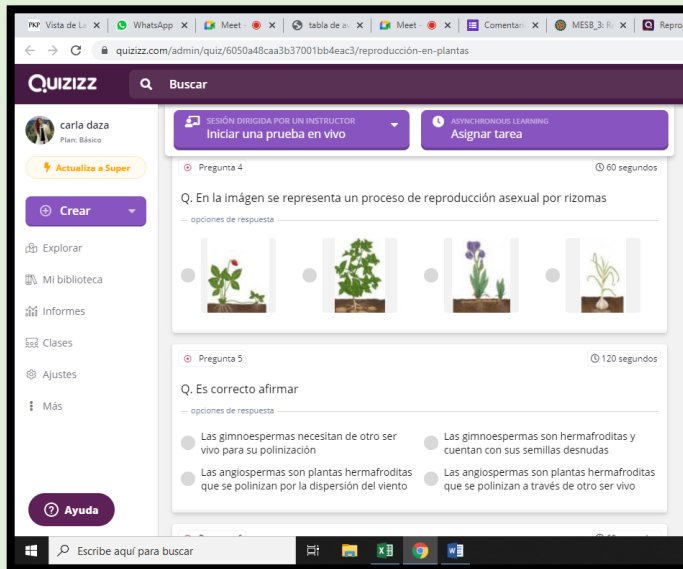 PKP Vista de La
WhatsApp
Meet -
tabla de a
Meet -
Comentari
MESB_3: R
Repro
quizizz.com/admin/quiz/6050a48caa3b37001bb4eac3/reproducción-en-plantas
QUIZIZZ
Buscar
carla daza
Plan: Básico
Actualiza a Super
Crear
Explorar
Mi biblioteca
Informes
Clases
Ajustes
Más
Ayuda
SESIÓN DIRIGIDA POR UN INSTRUCTOR
Iniciar una prueba en vivo
ASYNCHRONOUS LEARNING
Asignar tarea
Pregunta 4
60 segundos
Q. En la imágen se representa un proceso de reproducción asexual por rizomas
opciones de respuesta
Pregunta 5
120 segundos
Q. Es correcto afirmar
opciones de respuesta
Las gimnoespermas necesitan de otro ser
vivo para su polinización
Las gimnoespermas son hermafroditas y
cuentan con sus semillas desnudas
Las angiospermas son plantas hermafroditas
que se polinizan por la dispersión del viento
Las angiospermas son plantas hermafroditas
que se polinizan a través de otro ser vivo
Escribe aquí para buscar